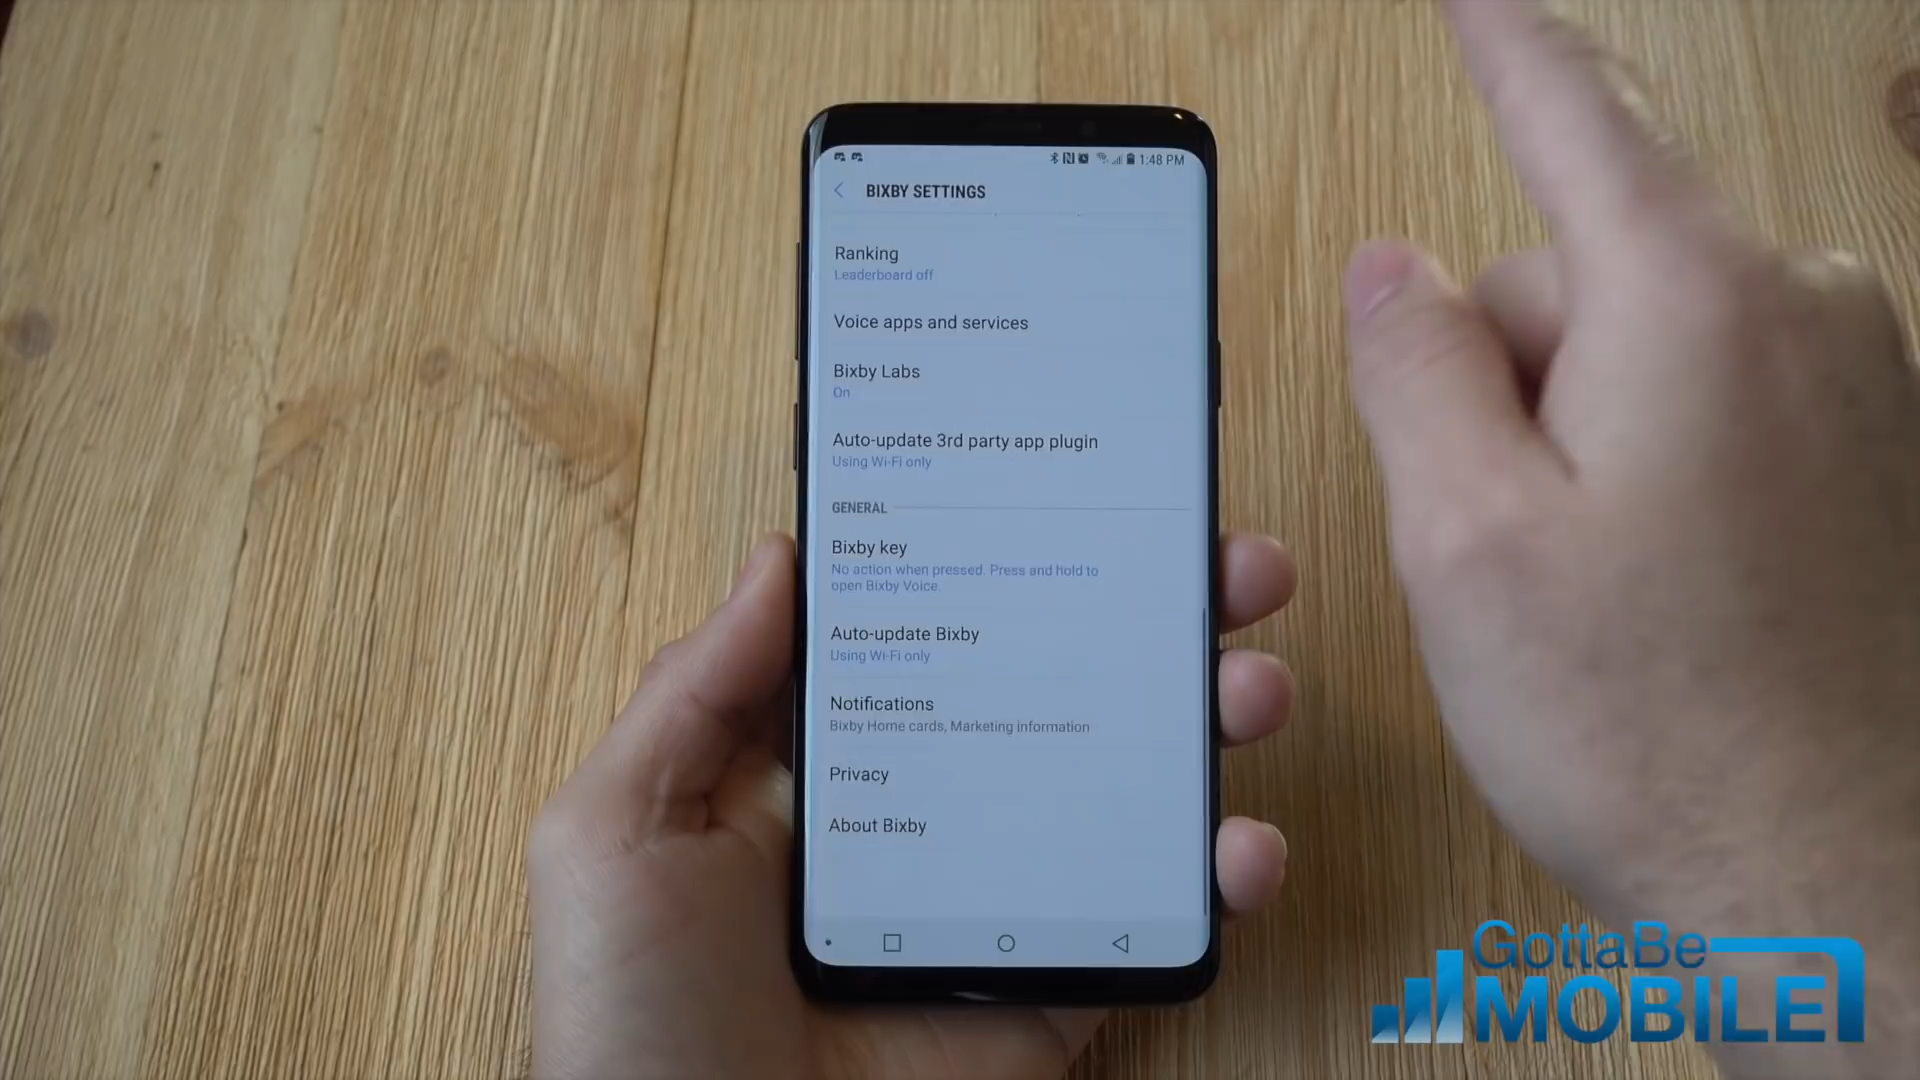 1:48 PM
BIXBY SETTINGS
Ranking
Leaderboard off
Voice apps and services
Bixby Labs
On
Auto-update 3rd party app plugin
Using Wi-Fi only
GENERAL
Bixby key
No action when pressed. Press and hold to
open Bixby Voice.
Auto-update Bixby
Using Wi-Fi only
Notifications
Bixby Home cards, Marketing information
Privacy
About Bixby
GottaBe
MOBILE